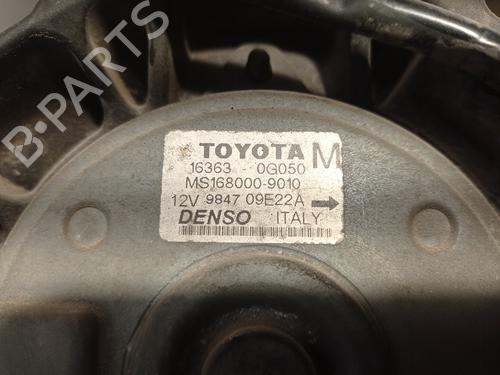 B-PARTS
TOYOTA M
16363 - 0G050
MS168000-9010
12V 9847 09E22A
DENSO ITALY